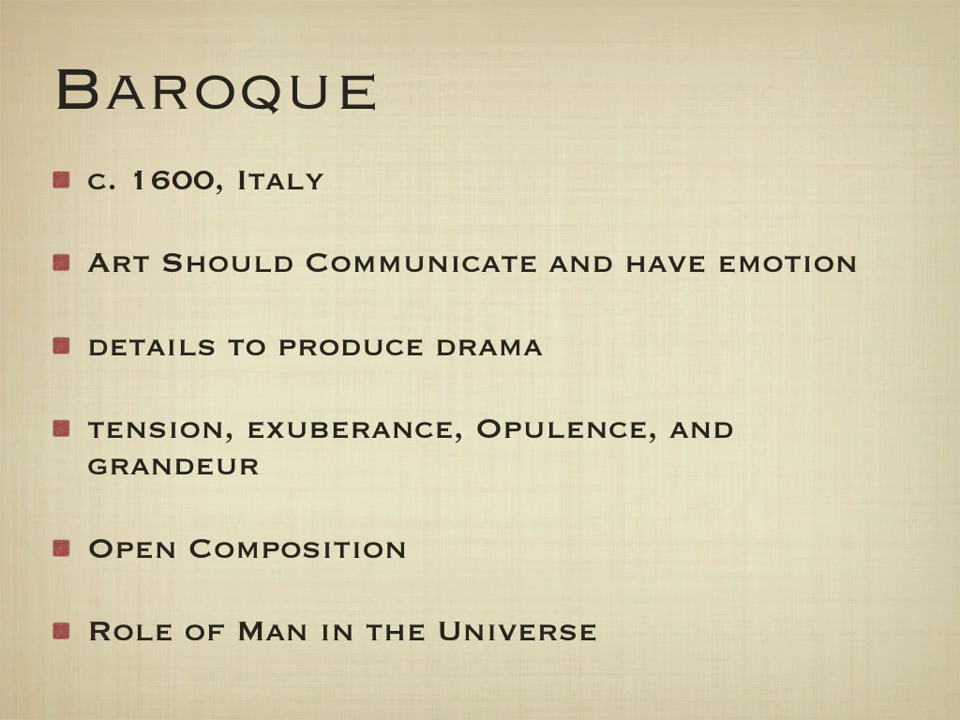 Baroque
c. 1600, Italy
Art Should Communicate and have emotion
details to produce drama
tension, exuberance, Opulence, and
grandeur
Open Composition
Role of Man in the Universe